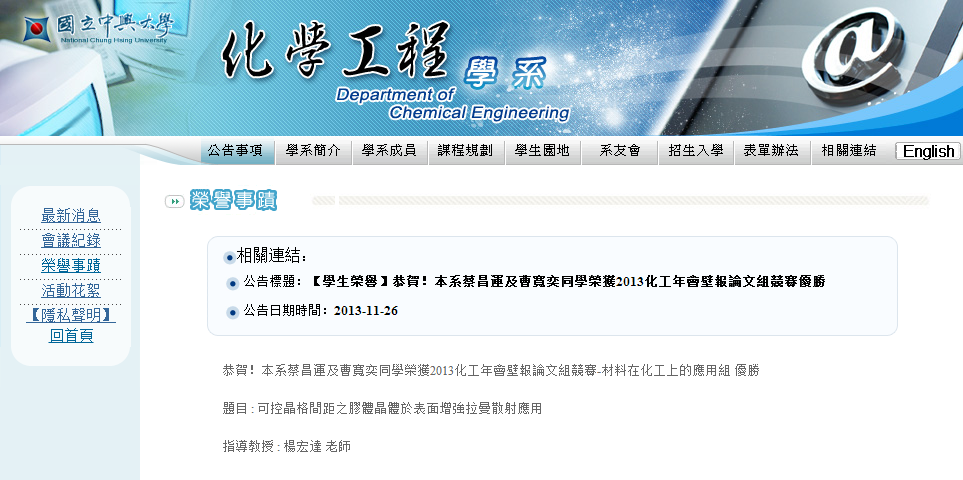 國立中興大學
National Chung Hsing University
化學工程
學系
Department of
Chemical Engineering
公告事項 學系簡介 學系成員 課程規劃 學生園地 系友會 招生入學 表單辦法 相關連結 English
榮譽事蹟
最新消息
會議紀錄
榮譽事蹟
活動花絮
【隱私聲明】
回首頁
相關連結：
公告標題：【學生榮譽】恭賀！本系蔡昌運及曹寬奕同學榮獲2013化工年會壁報論文組競賽優勝
公告日期時間：2013-11-26
恭賀！本系蔡昌運及曹寬奕同學榮獲2013化工年會壁報論文組競賽-材料在化工上的應用組 優勝
題目 : 可控晶格間距之膠體晶體於表面增強拉曼散射應用
指導教授 : 楊宏達 老師